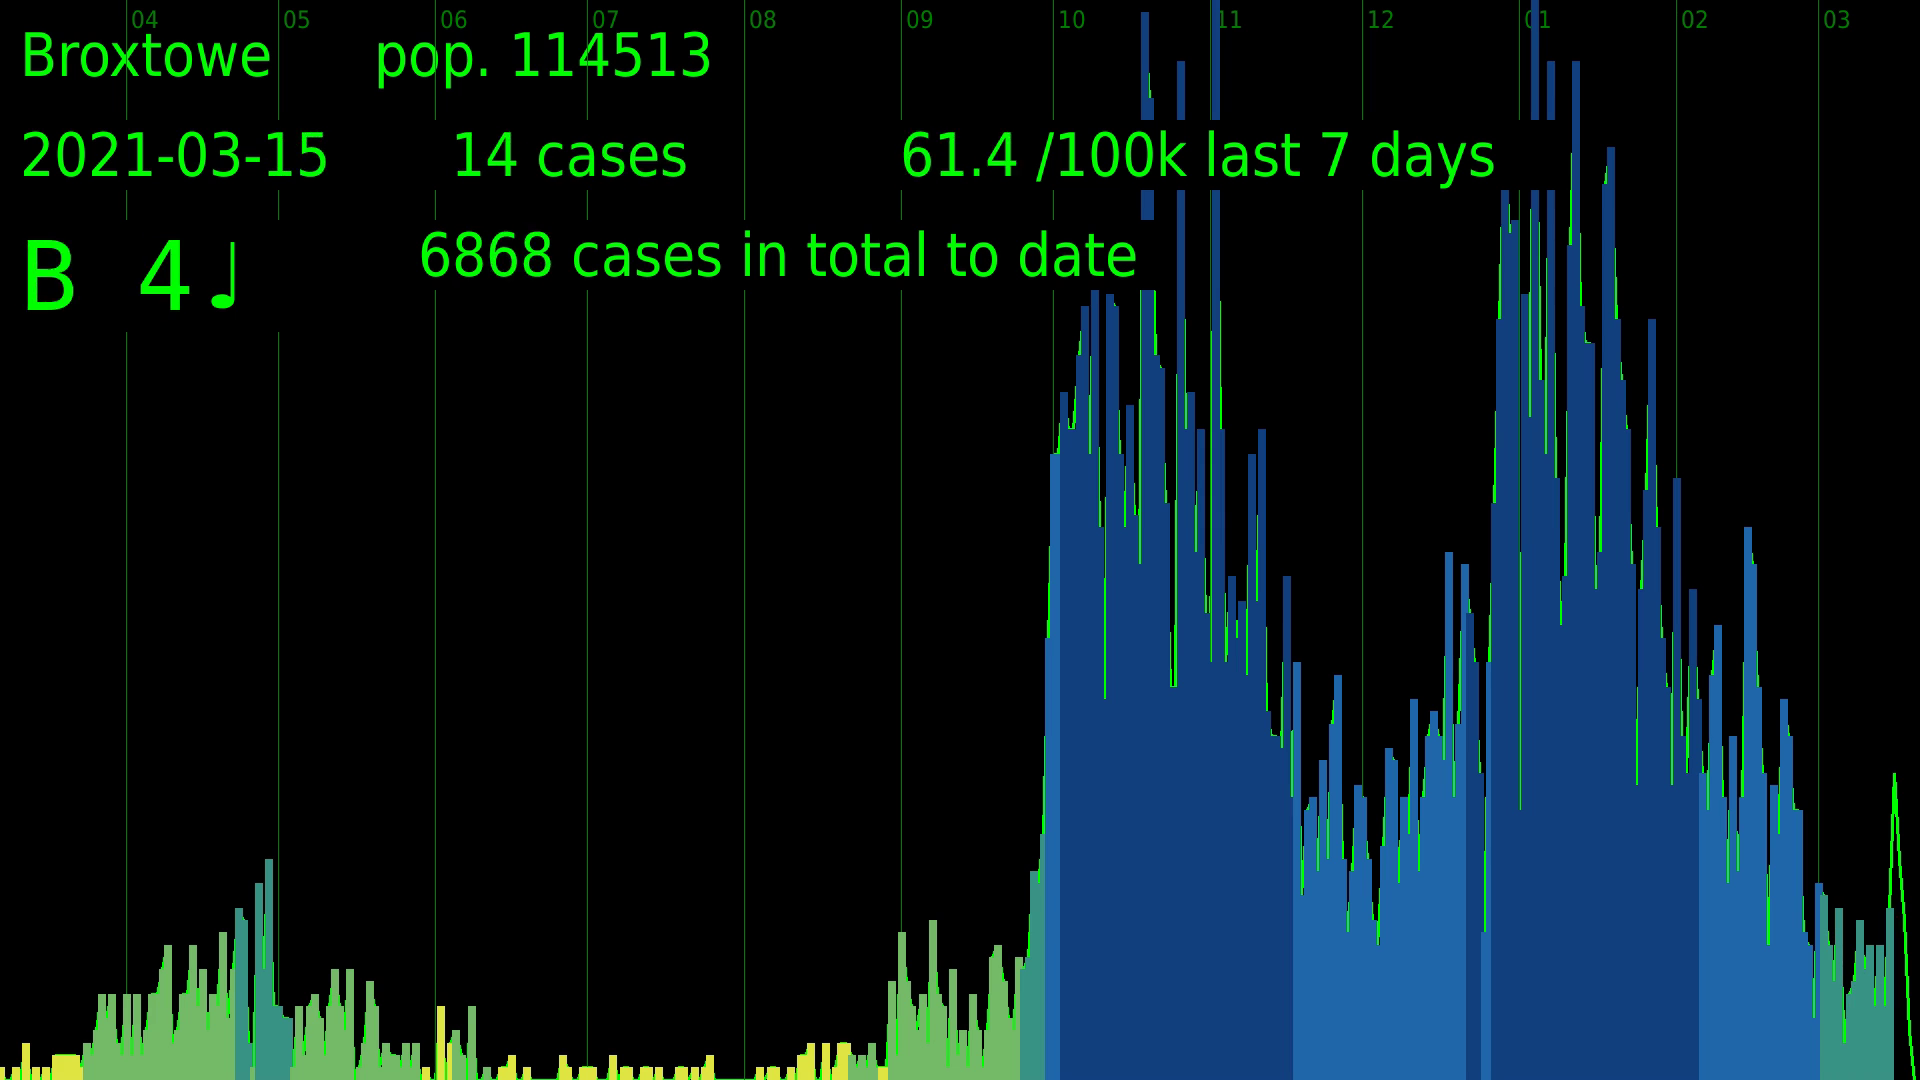 04 05 06 07 08 09 10 11 12 01 02 03
Broxtowe pop. 114513
2021-03-15 14 cases 61.4 /100k last 7 days
B 4♩ 6868 cases in total to date